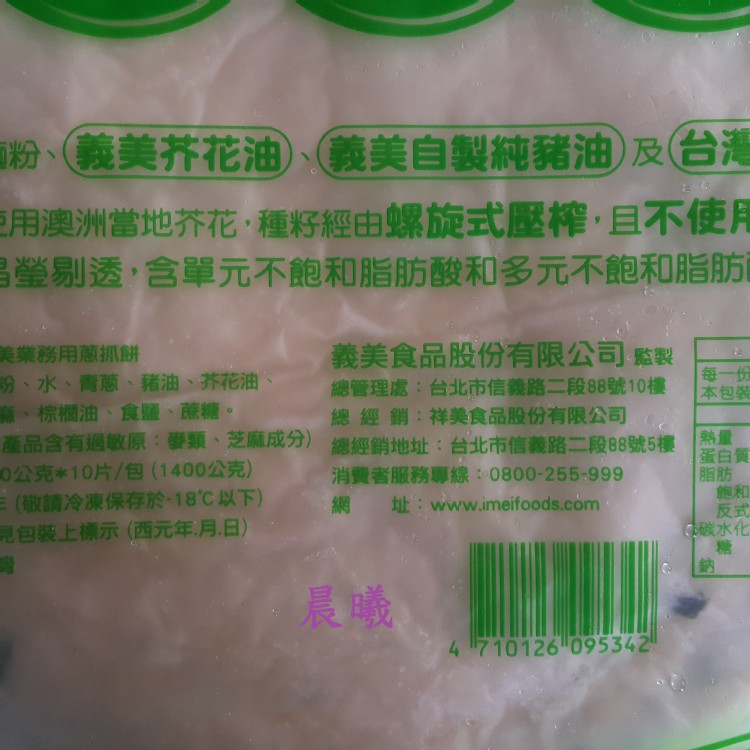 粉、義美芥花油、義美自製純豬油及台灣
使用澳洲當地芥花，種籽經由螺旋式壓榨，且不使用
晶瑩剔透，含單元不飽和脂肪酸和多元不飽和脂肪
美業務用蔥抓餅
粉、水、青蔥、豬油、芥花油、
麻、棕櫚油、食鹽、蔗糖。
產品含有過敏原：麥類、芝麻成分)
0公克*10片/包 (1400公克)
(敬請冷凍保存於-18℃以下)
見包裝上標示 (西元年.月.日)
灣
義美食品股份有限公司 監製
總管理處：台北市信義路二段88號10樓
總經銷：祥美食品股份有限公司
總經銷地址：台北市信義路二段88號5樓
消費者服務專線：0800-255-999
網址：www.imeifoods.com
每一份
本包裝
熱量
蛋白質
脂肪
飽和
反式
碳水化
糖
鈉
晨曦
4 710126 095342